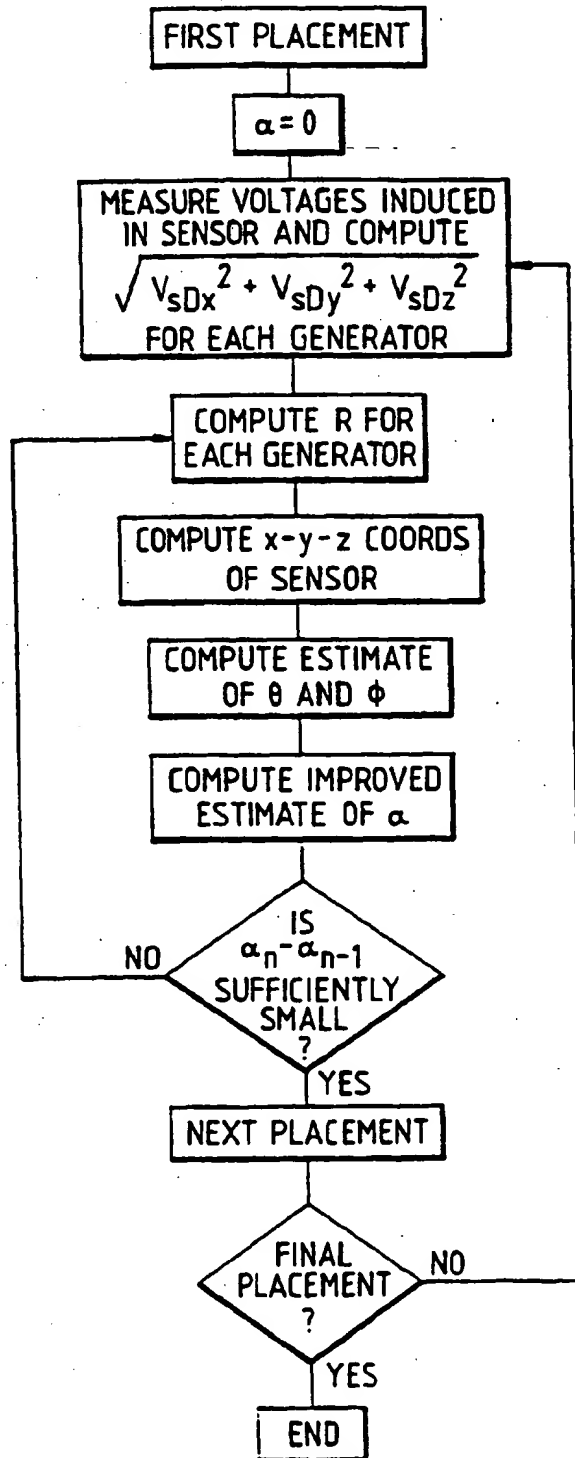 FIRST PLACEMENT
α = 0
MEASURE VOLTAGES INDUCED
IN SENSOR AND COMPUTE
√(VsDx² + VsDy² + VsDz²)
FOR EACH GENERATOR
COMPUTE R FOR
EACH GENERATOR
COMPUTE x-y-z COORDS
OF SENSOR
COMPUTE ESTIMATE
OF θ AND ϕ
COMPUTE IMPROVED
ESTIMATE OF α
IS
αn-αn-1
SUFFICIENTLY
SMALL
?
NO
YES
NEXT PLACEMENT
FINAL
PLACEMENT
?
NO
YES
END